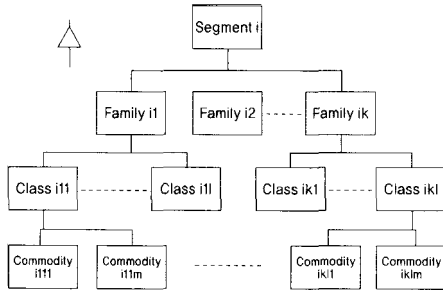 Segment i
Family i1
Family i2
Family ik
Class i11
Class i1l
Class ik1
Class ikl
Commodity
i111
Commodity
i11m
Commodity
ikl1
Commodity
iklm